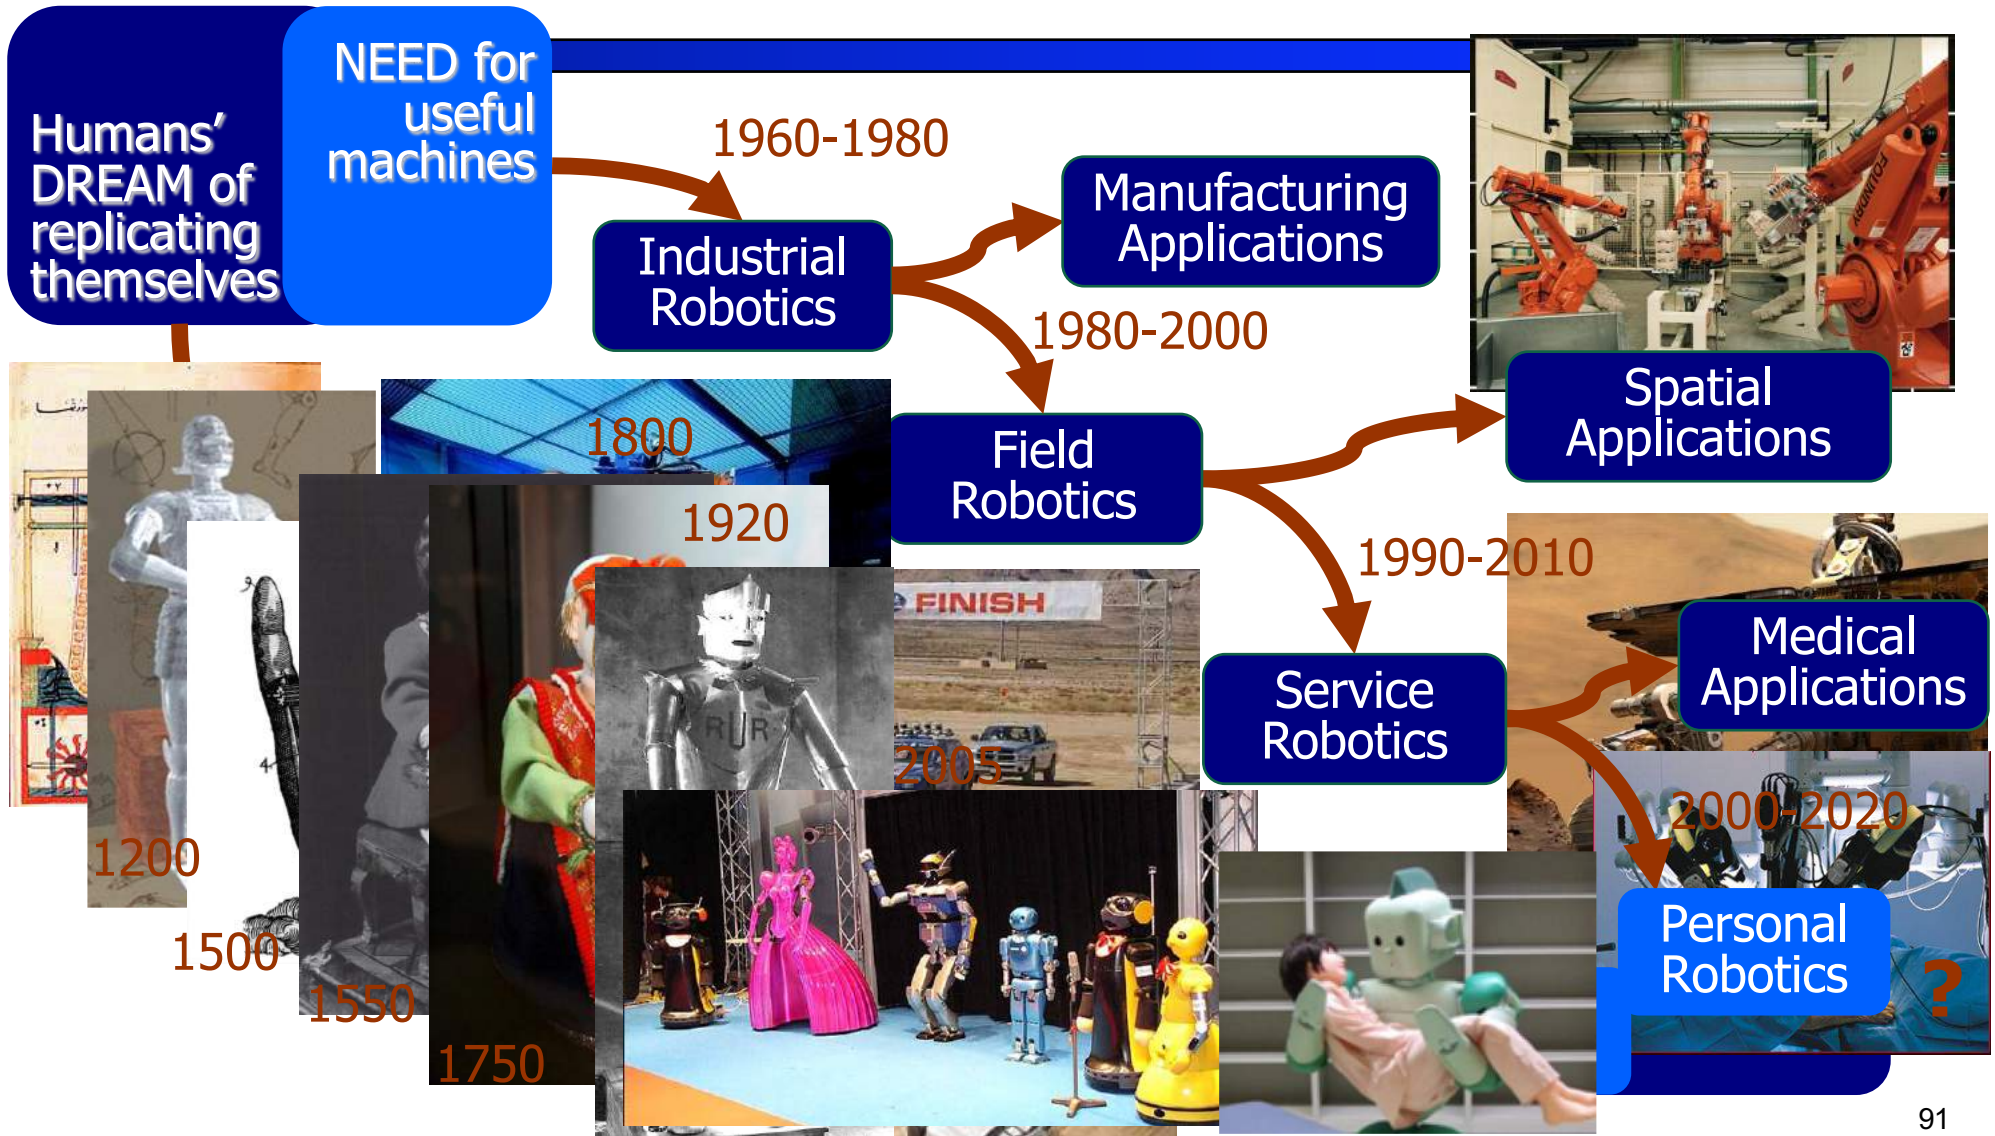 NEED for
useful
machines
Humans’
DREAM of
replicating
themselves
1960-1980
Manufacturing
Applications
Industrial
Robotics
1980-2000
FOUNDRY
Spatial
Applications
1800
Field
Robotics
1920
1990-2010
FINISH
Medical
Applications
Service
Robotics
RUR
2005
2000-2020
1200
Personal
Robotics
?
1500
1550
1750
91